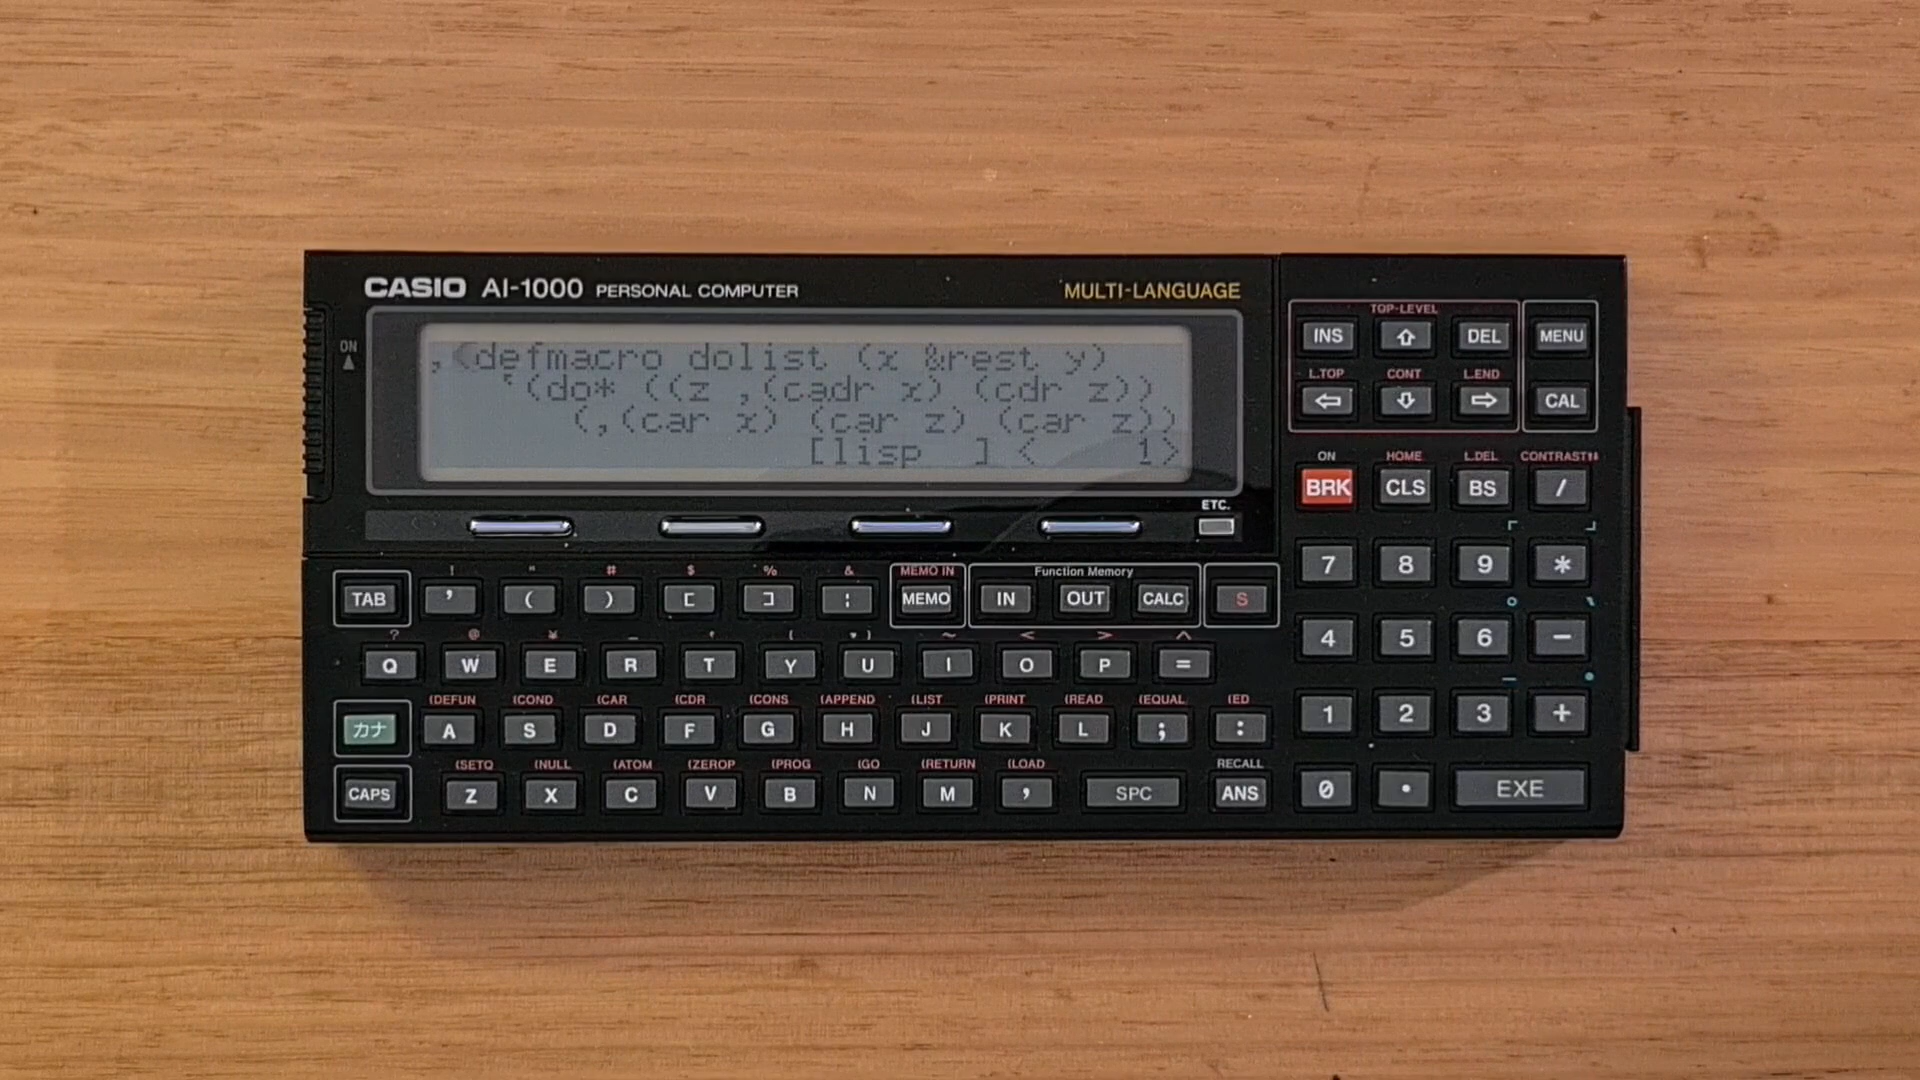 CASIO AI-1000 PERSONAL COMPUTER
MULTI-LANGUAGE
ON
,(defmacro dolist (x &rest y)
`(do* ((z ,(cadr x) (cdr z))
(,(car x) (car z) (car z))
[lisp ] < 1>
ETC.
TOP-LEVEL
INS ⇧ DEL MENU
L.TOP CONT L.END
⇦ ⇩ ⇨ CAL
ON HOME L.DEL CONTRAST
BRK CLS BS /
「 」
7 8 9 *
4 5 6 −
1 2 3 +
0 . EXE
! " # $ % & MEMO IN Function Memory
TAB ' ( ) [ ] ¦ MEMO IN OUT CALC S
? @ ¥ _ { } ~ < > ^
Q W E R T Y U I O P =
(DEFUN (COND (CAR (CDR (CONS (APPEND (LIST (PRINT (READ (EQUAL (ED
カナ A S D F G H J K L ; :
(SETQ (NULL (ATOM (ZEROP (PROG (GO (RETURN (LOAD RECALL
CAPS Z X C V B N M , SPC ANS